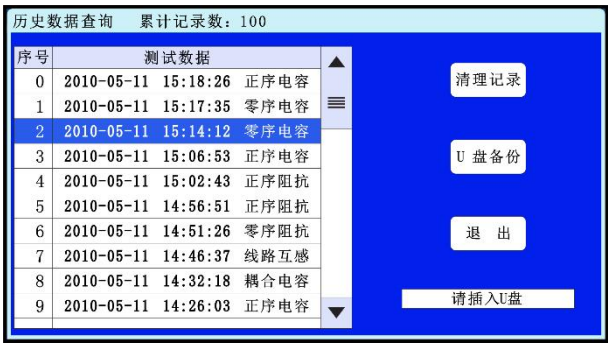 历史数据查询 累计记录数：100
序号 测试数据
0 2010-05-11 15:18:26 正序电容
1 2010-05-11 15:17:35 零序电容
2 2010-05-11 15:14:12 零序电容
3 2010-05-11 15:06:53 正序电容
4 2010-05-11 15:02:43 正序阻抗
5 2010-05-11 14:56:51 正序阻抗
6 2010-05-11 14:51:26 零序阻抗
7 2010-05-11 14:46:37 线路互感
8 2010-05-11 14:32:18 耦合电容
9 2010-05-11 14:26:03 正序电容
清理记录
U 盘备份
退 出
请插入U盘